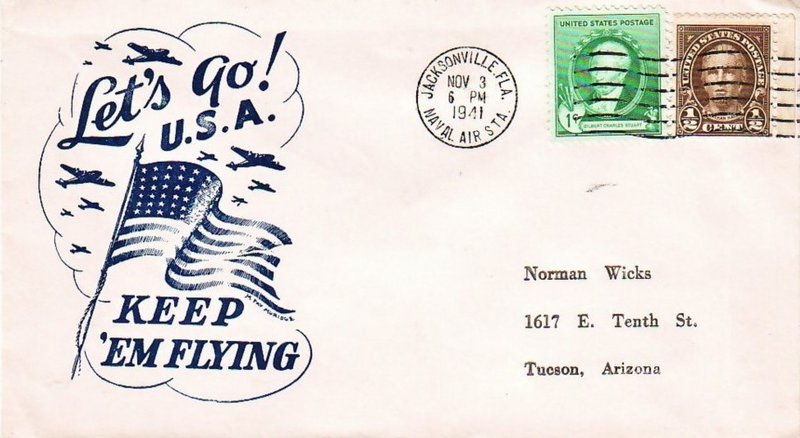 Let's Go!
U.S.A.
KEEP
'EM FLYING
JACKSONVILLE, FLA.
NOV 3
6 PM
1941
NAVAL AIR STA.
UNITED STATES POSTAGE
1¢
GILBERT CHARLES STUART
UNITED STATES POSTAGE
½ CENT ½
Norman Wicks
1617 E. Tenth St.
Tucson, Arizona